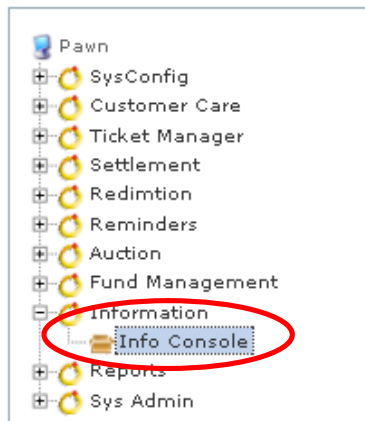 Pawn
SysConfig
Customer Care
Ticket Manager
Settlement
Redimtion
Reminders
Auction
Fund Management
Information
Info Console
Reports
Sys Admin